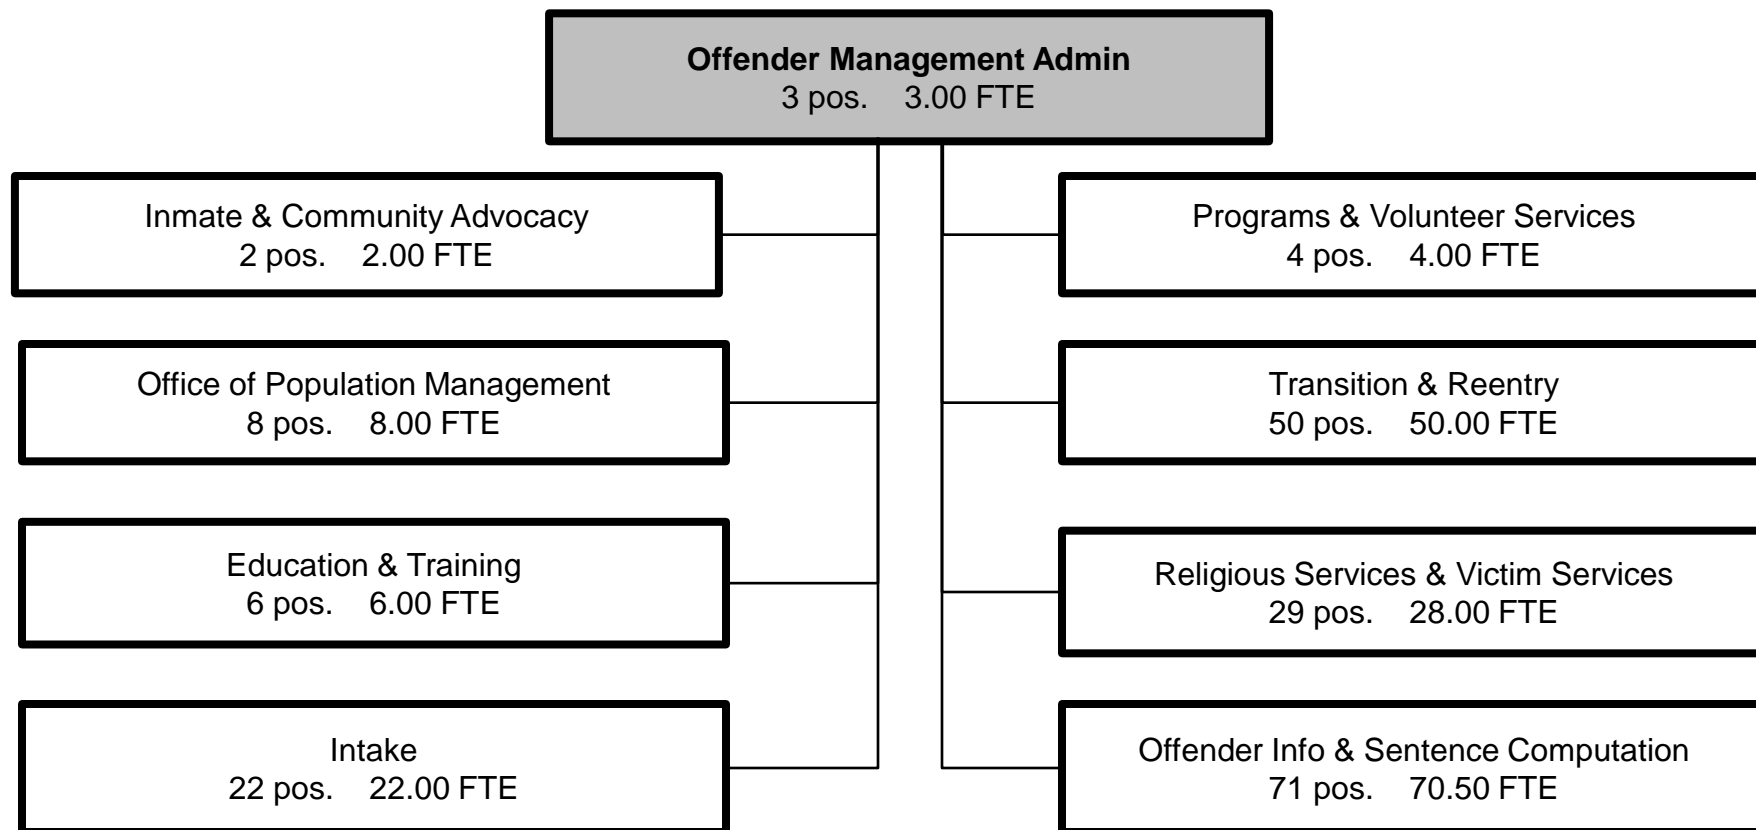 Offender Management Admin
3 pos. 3.00 FTE
Inmate & Community Advocacy
2 pos. 2.00 FTE
Programs & Volunteer Services
4 pos. 4.00 FTE
Office of Population Management
8 pos. 8.00 FTE
Transition & Reentry
50 pos. 50.00 FTE
Education & Training
6 pos. 6.00 FTE
Religious Services & Victim Services
29 pos. 28.00 FTE
Intake
22 pos. 22.00 FTE
Offender Info & Sentence Computation
71 pos. 70.50 FTE